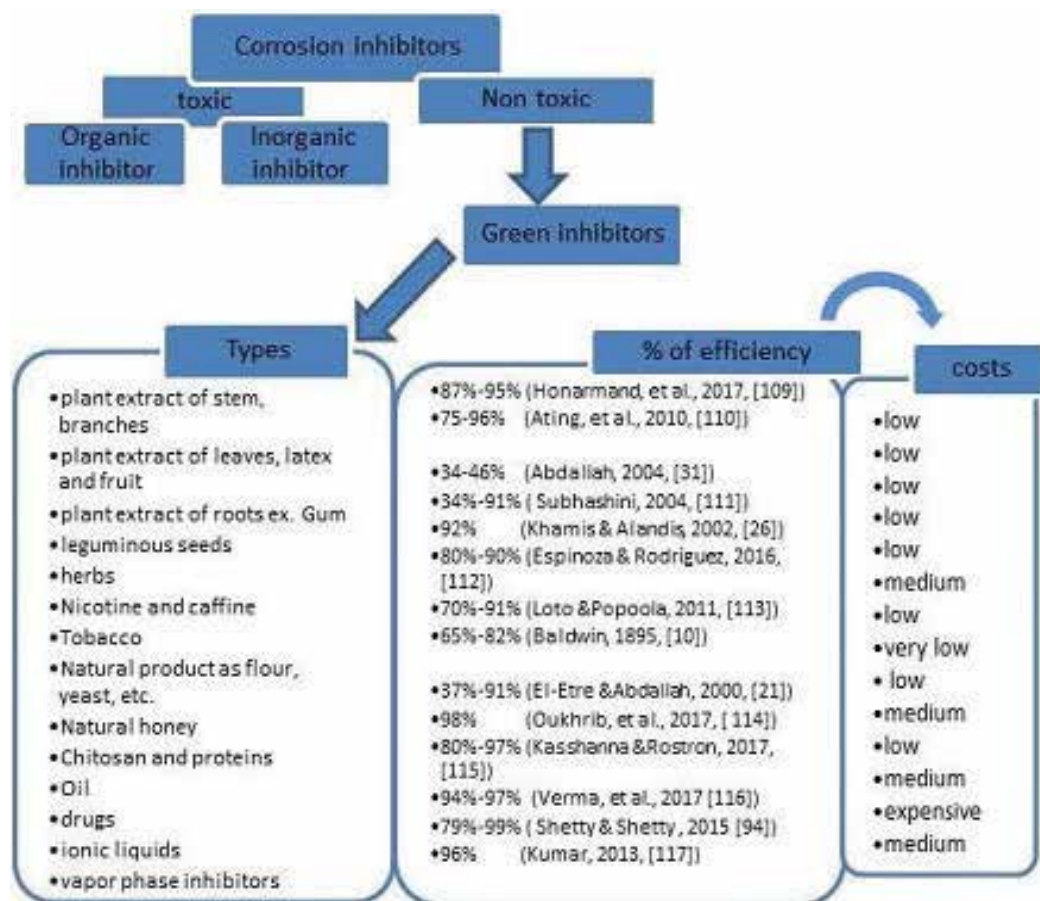 Corrosion inhibitors
toxic
Non toxic
Organic
inhibitor
Inorganic
inhibitor
Green inhibitors
Types
•plant extract of stem,
branches
•plant extract of leaves, latex
and fruit
•plant extract of roots ex. Gum
•leguminous seeds
•herbs
•Nicotine and caffine
•Tobacco
•Natural product as flour,
yeast, etc.
•Natural honey
•Chitosan and proteins
•Oil
•drugs
•ionic liquids
•vapor phase inhibitors
% of efficiency
•87%-95% (Honarmand, et al., 2017, [109])
•75-96% (Ating, et al., 2010, [110])
•34-46% (Abdallah, 2004, [31])
•34%-91% ( Subhashini, 2004, [111])
•92% (Khamis & Alandis, 2002, [26])
•80%-90% (Espinoza & Rodriguez, 2016,
[112])
•70%-91% (Loto &Popoola, 2011, [113])
•65%-82% (Baldwin, 1895, [10])
•37%-91% (El-Etre &Abdallah, 2000, [21])
•98% (Oukhrib, et al., 2017, [ 114])
•80%-97% (Kasshanna &Rostron, 2017,
[115])
•94%-97% (Verma, et al., 2017 [116])
•79%-99% ( Shetty & Shetty , 2015 [94])
•96% (Kumar, 2013, [117])
costs
•low
•low
•low
•low
•low
•medium
•low
•very low
• low
•medium
•low
•medium
•expensive
•medium